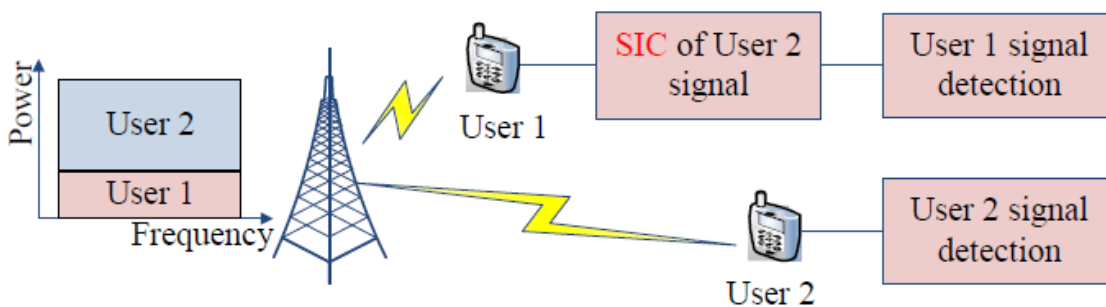 Power
User 2
User 1
Frequency
User 1
SIC of User 2
signal
User 1 signal
detection
User 2
User 2 signal
detection